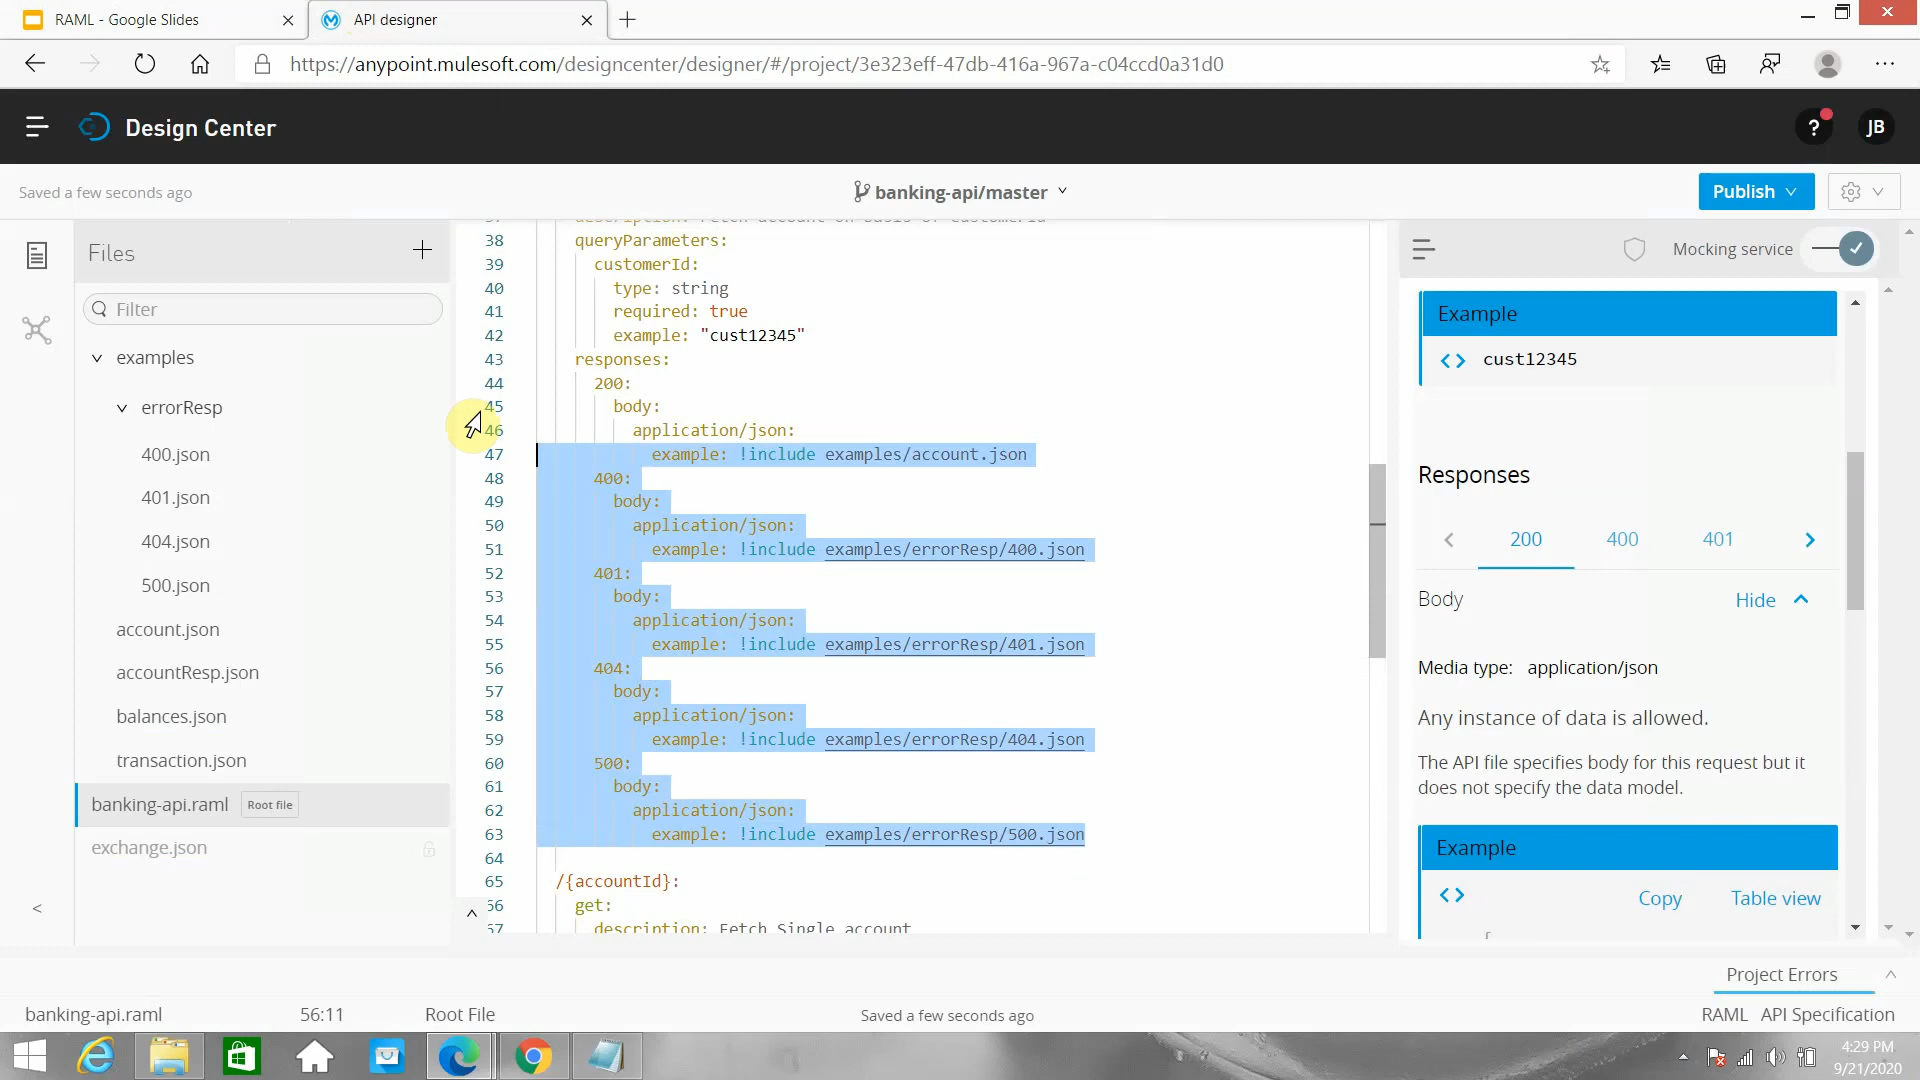 RAML - Google Slides
API designer
https://anypoint.mulesoft.com/designcenter/designer/#/project/3e323eff-47db-416a-967a-c04ccd0a31d0
Design Center
?
JB
Saved a few seconds ago
banking-api/master
Publish
Files
Filter
examples
errorResp
400.json
401.json
404.json
500.json
account.json
accountResp.json
balances.json
transaction.json
banking-api.raml Root file
exchange.json
38 queryParameters:
39 customerId:
40 type: string
41 required: true
42 example: "cust12345"
43 responses:
44 200:
45 body:
46 application/json:
47 example: !include examples/account.json
48 400:
49 body:
50 application/json:
51 example: !include examples/errorResp/400.json
52 401:
53 body:
54 application/json:
55 example: !include examples/errorResp/401.json
56 404:
57 body:
58 application/json:
59 example: !include examples/errorResp/404.json
60 500:
61 body:
62 application/json:
63 example: !include examples/errorResp/500.json
64
65 /{accountId}:
66 get:
67 description: Fetch Single account
Mocking service
Example
cust12345
Responses
200 400 401
Body
Hide
Media type: application/json
Any instance of data is allowed.
The API file specifies body for this request but it
does not specify the data model.
Example
Copy Table view
Project Errors
banking-api.raml 56:11 Root File Saved a few seconds ago RAML API Specification
4:29 PM
9/21/2020